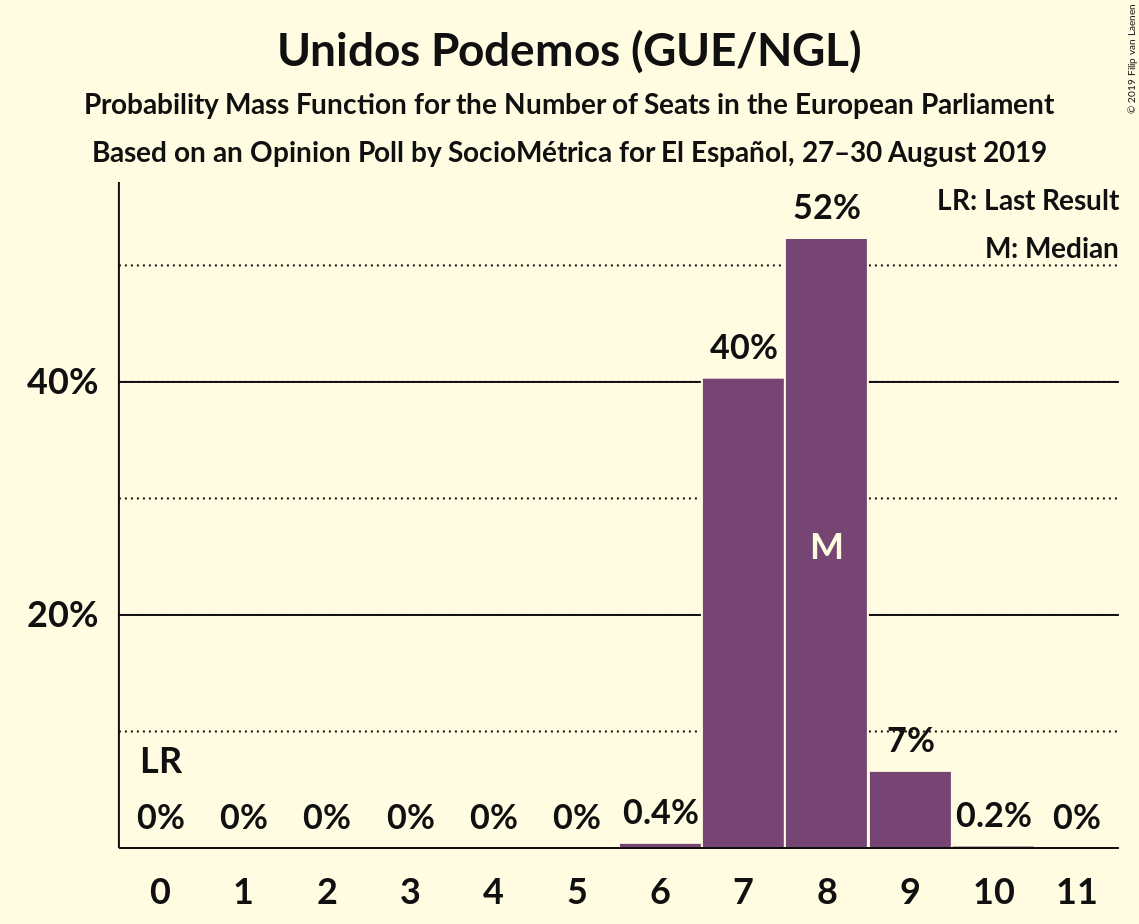 Unidos Podemos (GUE/NGL)
Probability Mass Function for the Number of Seats in the European Parliament
Based on an Opinion Poll by SocioMétrica for El Español, 27–30 August 2019
© 2019 Filip van Laenen
LR: Last Result
M: Median
52%
40%
40%
M
20%
7%
LR
0% 0% 0% 0% 0% 0% 0.4% 0.2% 0%
0 1 2 3 4 5 6 7 8 9 10 11